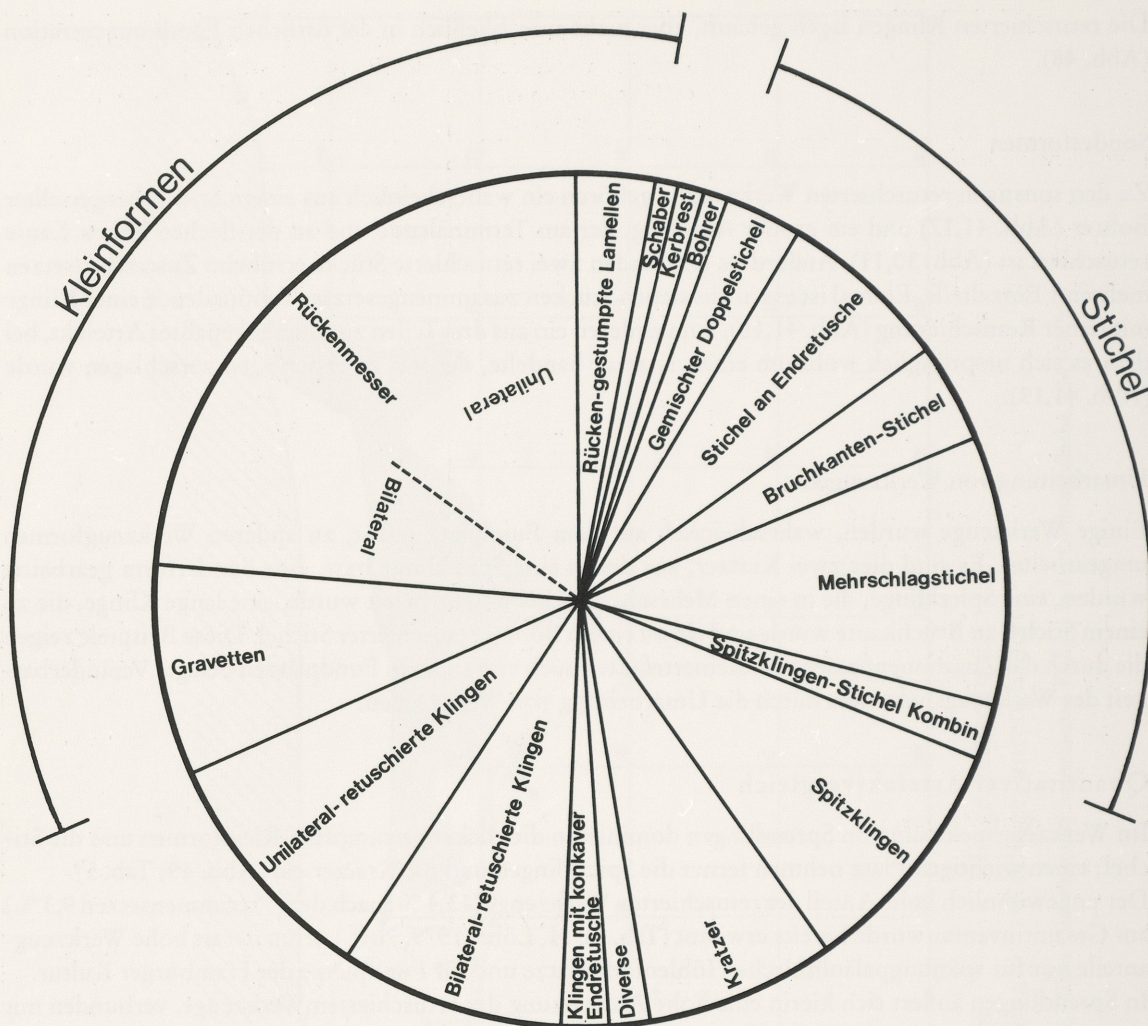 Kleinformen
Stichel
Rücken-gestumpfte Lamellen
Schaber
Kerbrest
Bohrer
Gemischter Doppelstichel
Stichel an Endretusche
Bruchkanten-Stichel
Mehrschlagstichel
Spitzklingen-Stichel Kombin
Spitzklingen
Kratzer
Diverse
Klingen mit konkaver
Endretusche
Bilateral-retuschierte Klingen
Unilateral-retuschierte Klingen
Gravetten
Bilateral
Rückenmesser
Unilateral